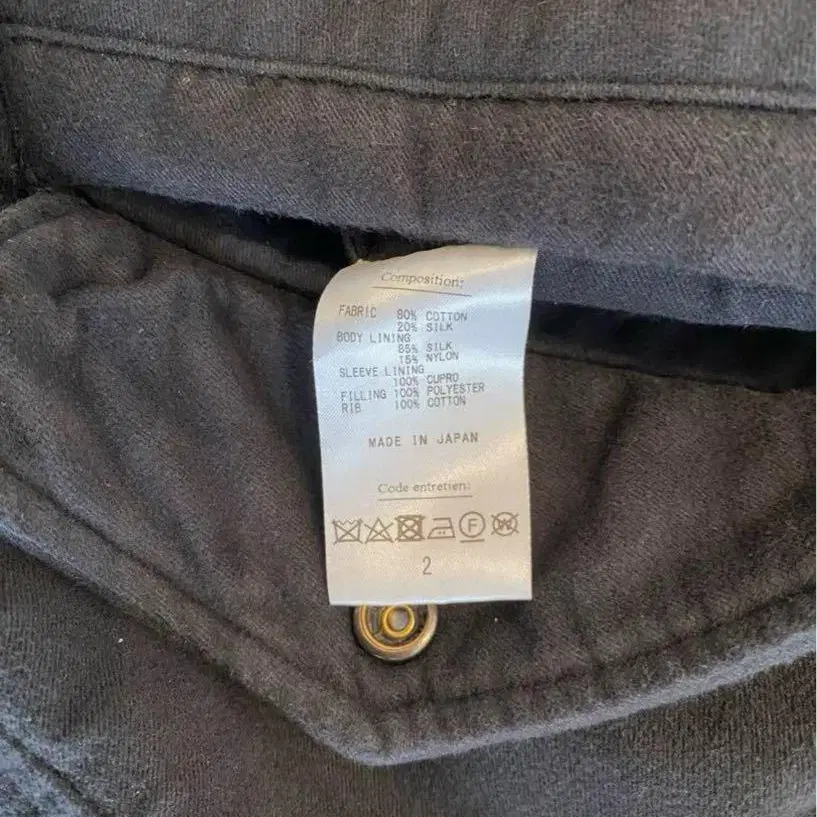 Composition:
FABRIC 80% COTTON
20% SILK
BODY LINING
85% SILK
15% NYLON
SLEEVE LINING
100% CUPRO
FILLING 100% POLYESTER
RIB 100% COTTON
MADE IN JAPAN
Code entretien:
F W
2